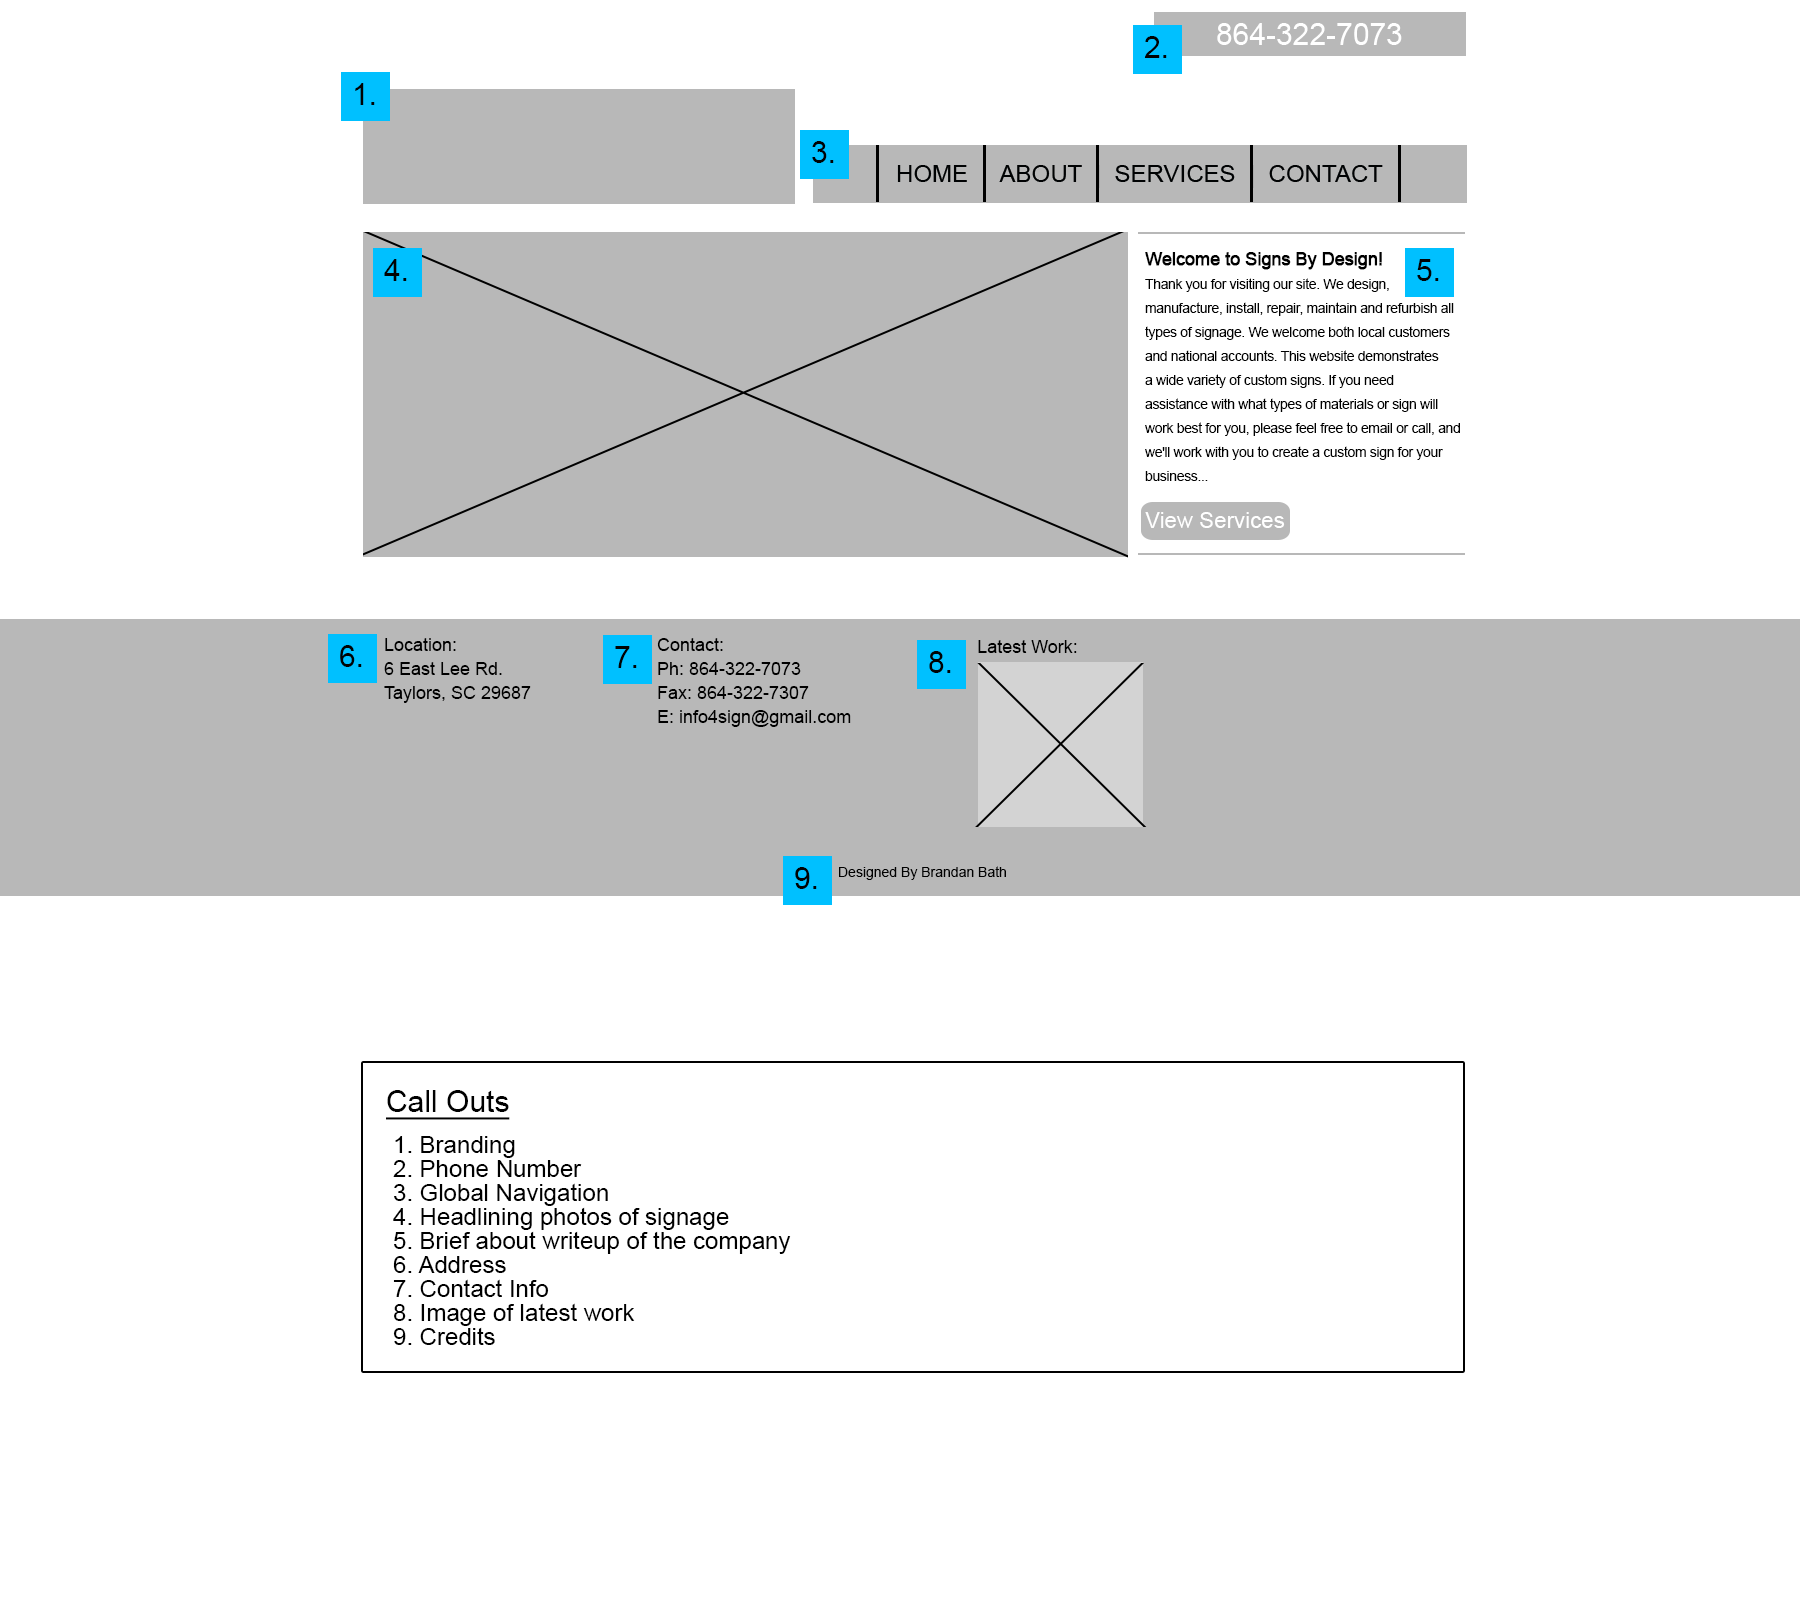 2.
864-322-7073
1.
3.
HOME
ABOUT
SERVICES
CONTACT
4.
5.
Welcome to Signs By Design!
Thank you for visiting our site. We design,
manufacture, install, repair, maintain and refurbish all
types of signage. We welcome both local customers
and national accounts. This website demonstrates
a wide variety of custom signs. If you need
assistance with what types of materials or sign will
work best for you, please feel free to email or call, and
we'll work with you to create a custom sign for your
business...
View Services
6.
Location:
6 East Lee Rd.
Taylors, SC 29687
7.
Contact:
Ph: 864-322-7073
Fax: 864-322-7307
E: info4sign@gmail.com
8.
Latest Work:
9.
Designed By Brandan Bath
Call Outs
1. Branding
2. Phone Number
3. Global Navigation
4. Headlining photos of signage
5. Brief about writeup of the company
6. Address
7. Contact Info
8. Image of latest work
9. Credits